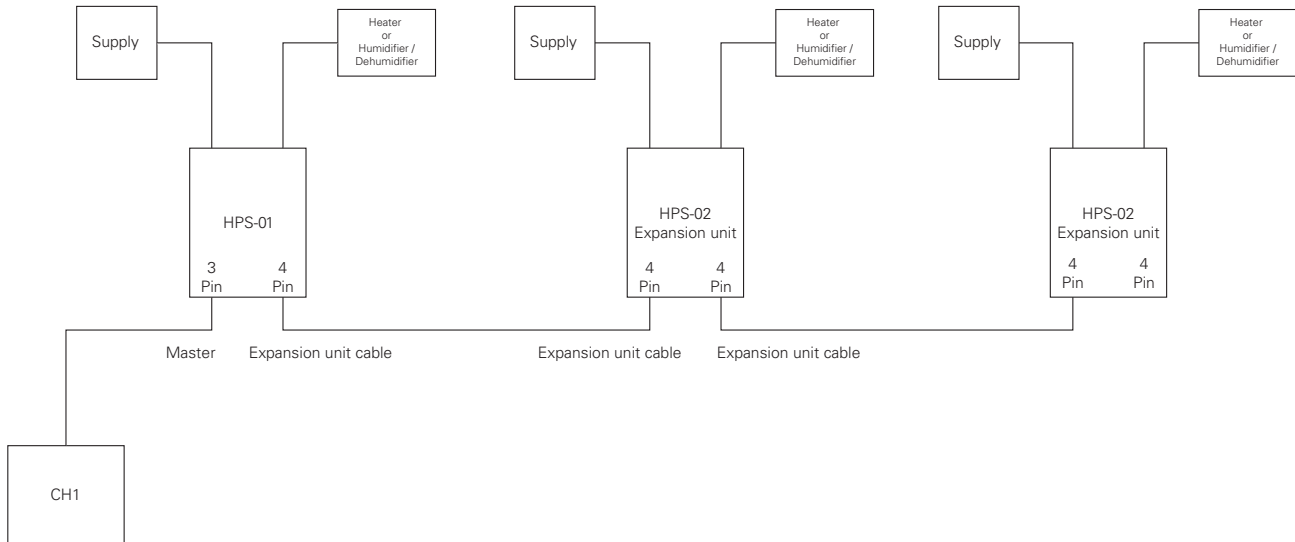 Supply
Heater
or
Humidifier /
Dehumidifier
Supply
Heater
or
Humidifier /
Dehumidifier
Supply
Heater
or
Humidifier /
Dehumidifier
HPS-01
3
Pin
4
Pin
HPS-02
Expansion unit
4
Pin
4
Pin
HPS-02
Expansion unit
4
Pin
4
Pin
Master
Expansion unit cable
Expansion unit cable
Expansion unit cable
CH1